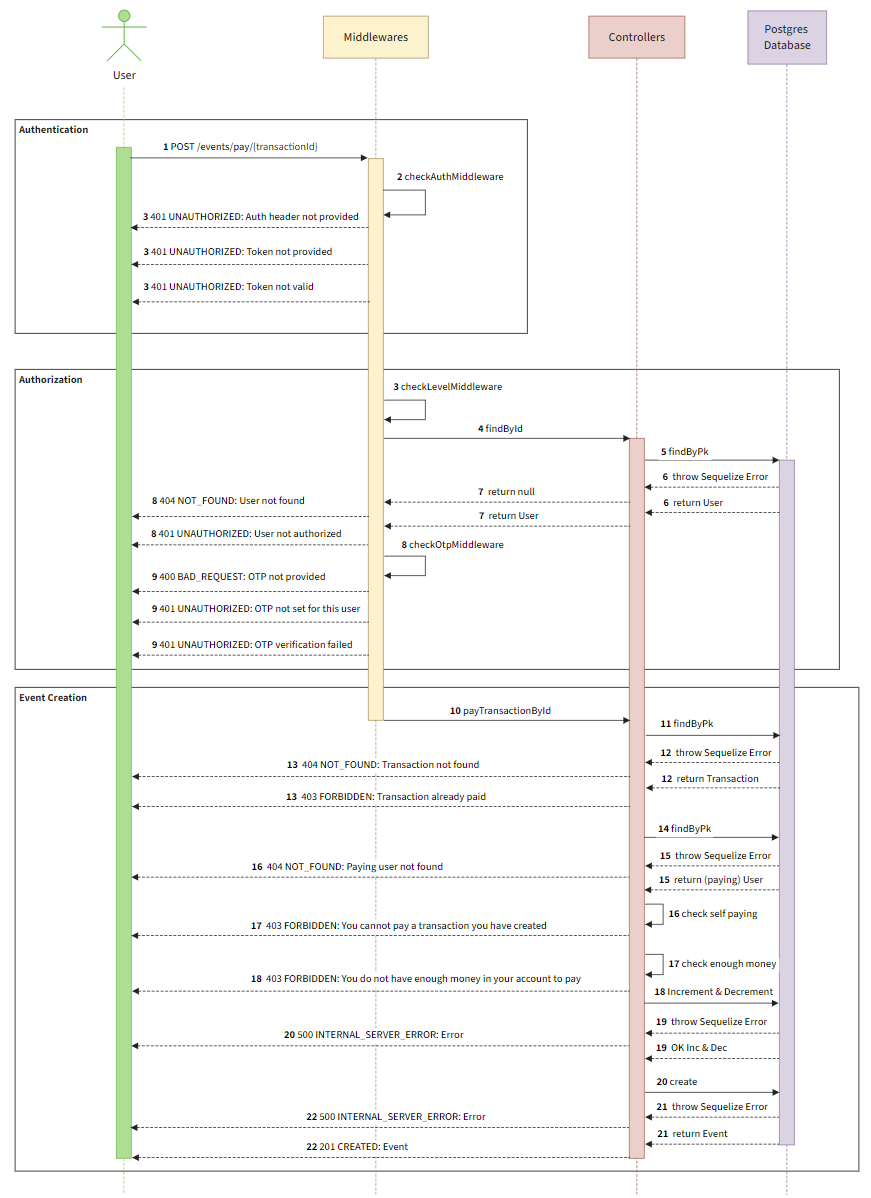 User
Middlewares
Controllers
Postgres
Database
Authentication
1 POST /events/pay/{transactionId}
2 checkAuthMiddleware
3 401 UNAUTHORIZED: Auth header not provided
3 401 UNAUTHORIZED: Token not provided
3 401 UNAUTHORIZED: Token not valid
Authorization
3 checkLevelMiddleware
4 findById
5 findByPk
6 throw Sequelize Error
7 return null
8 404 NOT_FOUND: User not found
6 return User
7 return User
8 401 UNAUTHORIZED: User not authorized
8 checkOtpMiddleware
9 400 BAD_REQUEST: OTP not provided
9 401 UNAUTHORIZED: OTP not set for this user
9 401 UNAUTHORIZED: OTP verification failed
Event Creation
10 payTransactionById
11 findByPk
12 throw Sequelize Error
13 404 NOT_FOUND: Transaction not found
12 return Transaction
13 403 FORBIDDEN: Transaction already paid
14 findByPk
15 throw Sequelize Error
16 404 NOT_FOUND: Paying user not found
15 return (paying) User
16 check self paying
17 403 FORBIDDEN: You cannot pay a transaction you have created
17 check enough money
18 403 FORBIDDEN: You do not have enough money in your account to pay
18 Increment & Decrement
19 throw Sequelize Error
20 500 INTERNAL_SERVER_ERROR: Error
19 OK Inc & Dec
20 create
21 throw Sequelize Error
22 500 INTERNAL_SERVER_ERROR: Error
21 return Event
22 201 CREATED: Event